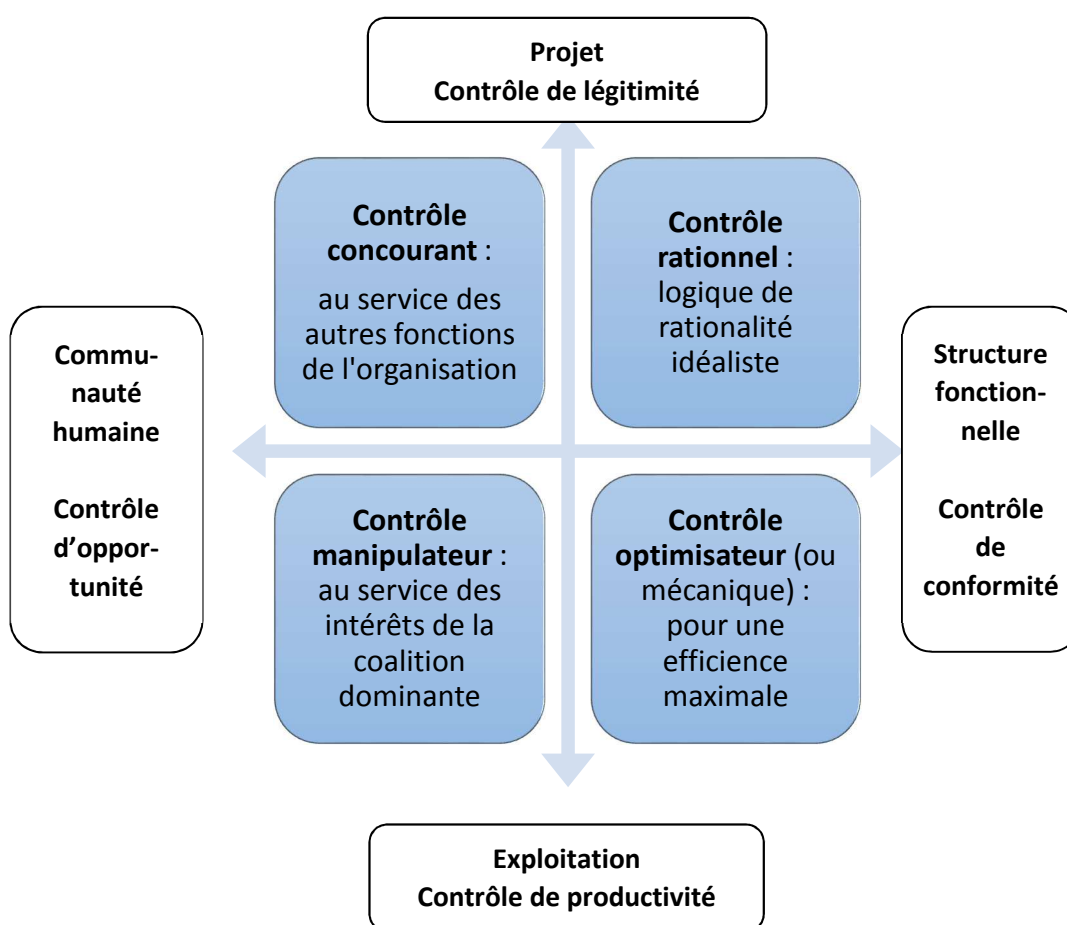 Projet
Contrôle de légitimité
Contrôle
concourant :
au service des
autres fonctions
de l'organisation
Contrôle
rationnel :
logique de
rationalité
idéaliste
Commu-
nauté
humaine
Contrôle
d’oppor-
tunité
Structure
fonction-
nelle
Contrôle
de
conformité
Contrôle
manipulateur :
au service des
intérêts de la
coalition
dominante
Contrôle
optimisateur (ou
mécanique) :
pour une
efficience
maximale
Exploitation
Contrôle de productivité